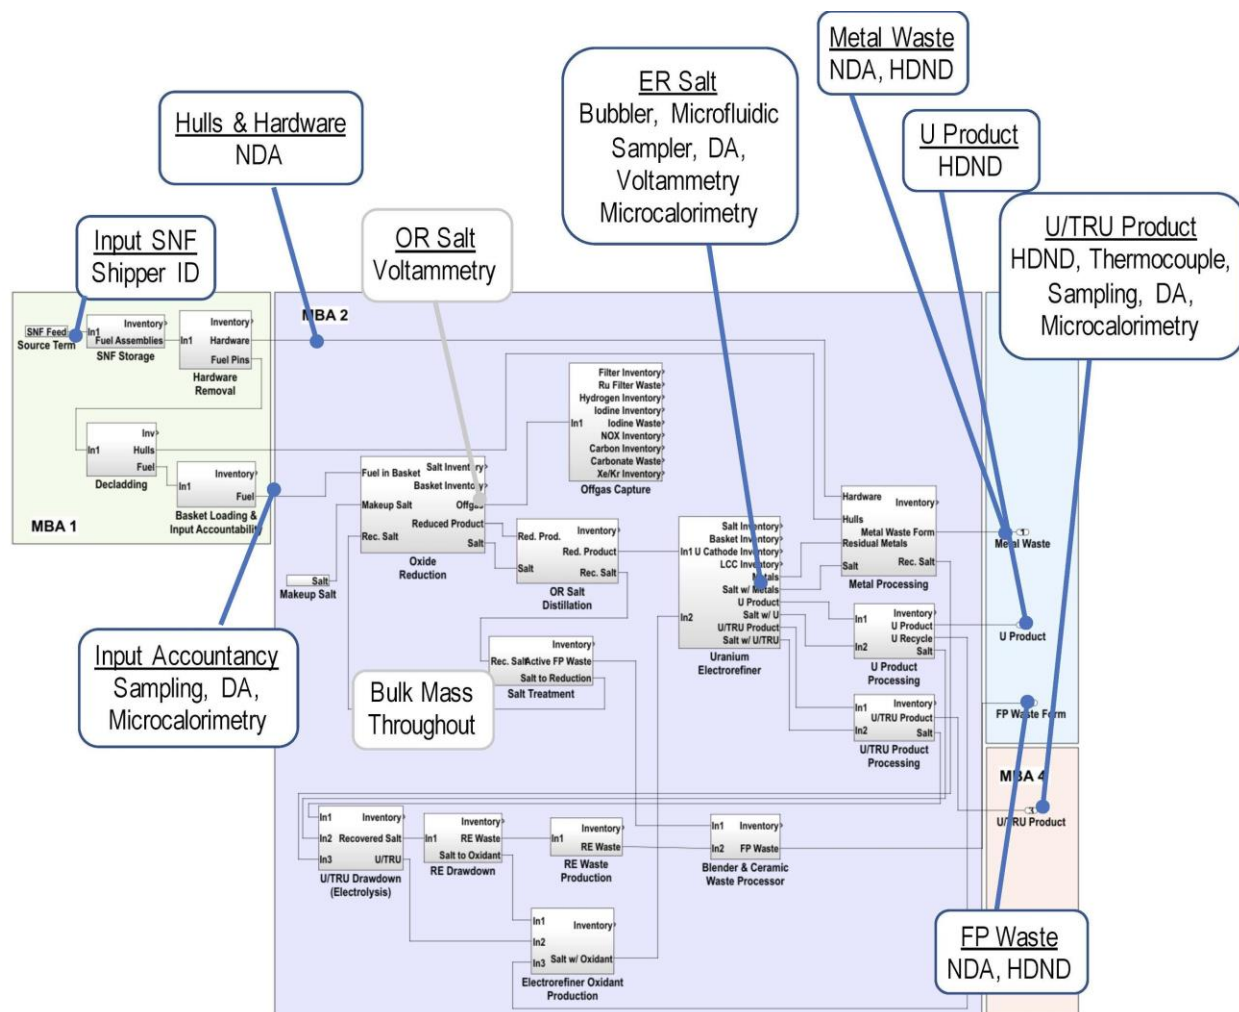 Metal Waste
NDA, HDND
ER Salt
Bubbler, Microfluidic
Sampler, DA,
Voltammetry
Microcalorimetry
Hulls & Hardware
NDA
U Product
HDND
Input SNF
Shipper ID
OR Salt
Voltammetry
U/TRU Product
HDND, Thermocouple,
Sampling, DA,
Microcalorimetry
MBA 1
SNF Feed
Source Term
In1
Inventory
Fuel Assemblies
SNF Storage
In1
Inventory
Hardware
Fuel Pins
Hardware
Removal
In1
Inv
Hulls
Fuel
Decladding
In1
Inventory
Fuel
Basket Loading &
Input Accountability
MBA 2
Fuel in Basket
Makeup Salt
Rec. Salt
Salt Inventory
Basket Inventory
Offgas
Reduced Product
Salt
Oxide
Reduction
Salt
Makeup Salt
In1
Filter Inventory
Ru Filter Waste
Hydrogen Inventory
Iodine Inventory
Iodine Waste
NOX Inventory
Carbon Inventory
Carbonate Waste
Xe/Kr Inventory
Offgas Capture
Red. Prod.
Salt
Inventory
Red. Product
Rec. Salt
OR Salt
Distillation
In1
In2
Salt Inventory
Basket Inventory
U Cathode Inventory
LCC Inventory
Metals
Salt w/ Metals
U Product
Salt w/ U
U/TRU Product
Salt w/ U/TRU
Uranium
Electrorefiner
Hardware
Hulls
Residual Metals
Salt
Inventory
Metal Waste Form
Rec. Salt
Metal Processing
In1
In2
Inventory
U Product
U Recycle
Salt
U Product
Processing
In1
In2
Inventory
U/TRU Product
Salt
U/TRU Product
Processing
Rec. Salt
Inventory
Active FP Waste
Salt to Reduction
Salt Treatment
Input Accountancy
Sampling, DA,
Microcalorimetry
Bulk Mass
Throughout
In1
In2
In3
Inventory
Recovered Salt
U/TRU
U/TRU Drawdown
(Electrolysis)
In1
Inventory
RE Waste
Salt to Oxidant
RE Drawdown
In1
Inventory
RE Waste
RE Waste
Production
In1
In2
Inventory
FP Waste
Blender & Ceramic
Waste Processor
In1
In2
In3
Inventory
Salt w/ Oxidant
Electrorefiner Oxidant
Production
Metal Waste
U Product
FP Waste Form
MBA 4
3
U/TRU Product
FP Waste
NDA, HDND